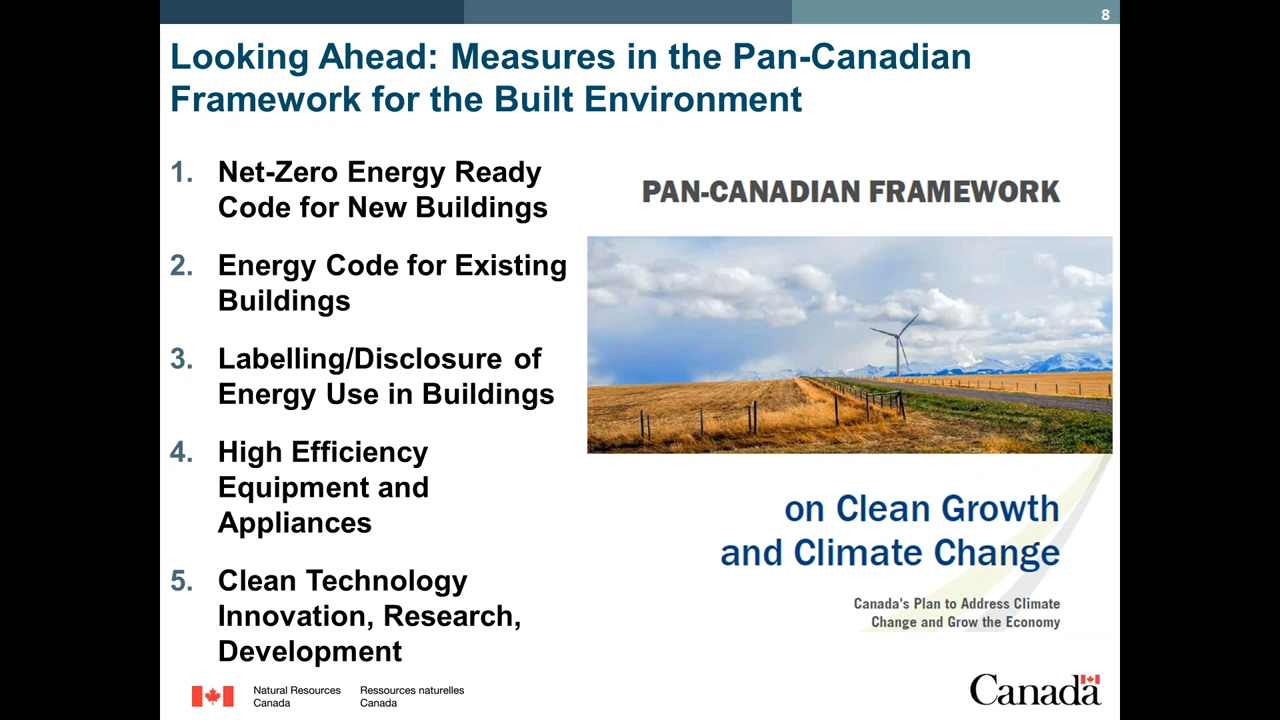 8
Looking Ahead: Measures in the Pan-Canadian
Framework for the Built Environment
1. Net-Zero Energy Ready
Code for New Buildings
2. Energy Code for Existing
Buildings
3. Labelling/Disclosure of
Energy Use in Buildings
4. High Efficiency
Equipment and
Appliances
5. Clean Technology
Innovation, Research,
Development
PAN-CANADIAN FRAMEWORK
on Clean Growth
and Climate Change
Canada's Plan to Address Climate
Change and Grow the Economy
Natural Resources
Canada
Ressources naturelles
Canada
Canada